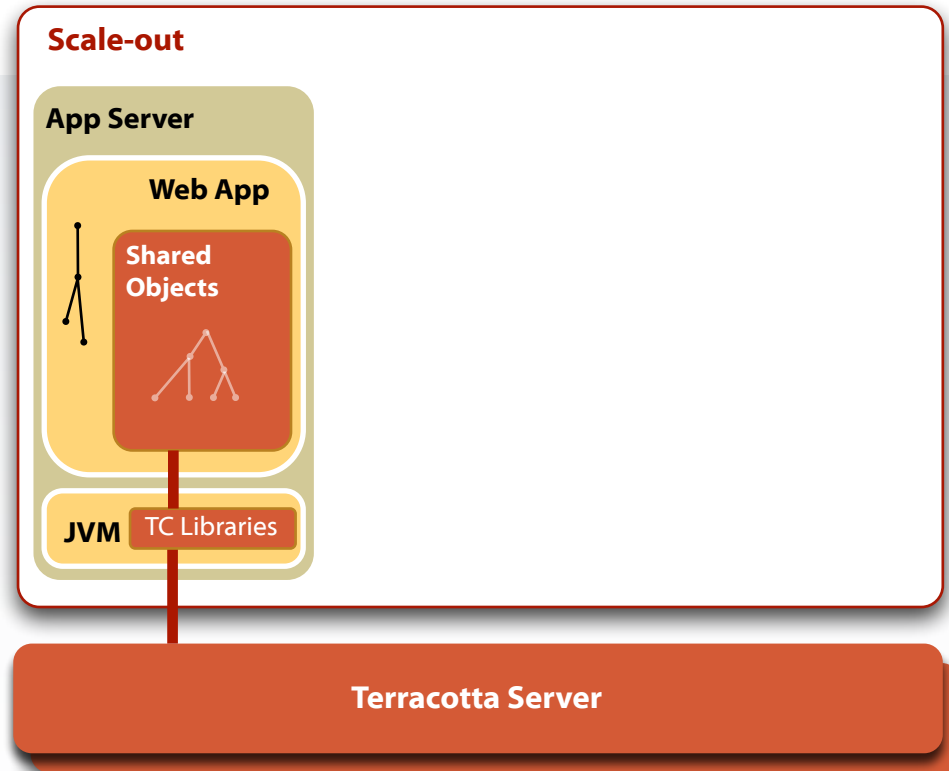 Scale-out
App Server
Web App
Shared
Objects
JVM
TC Libraries
Terracotta Server